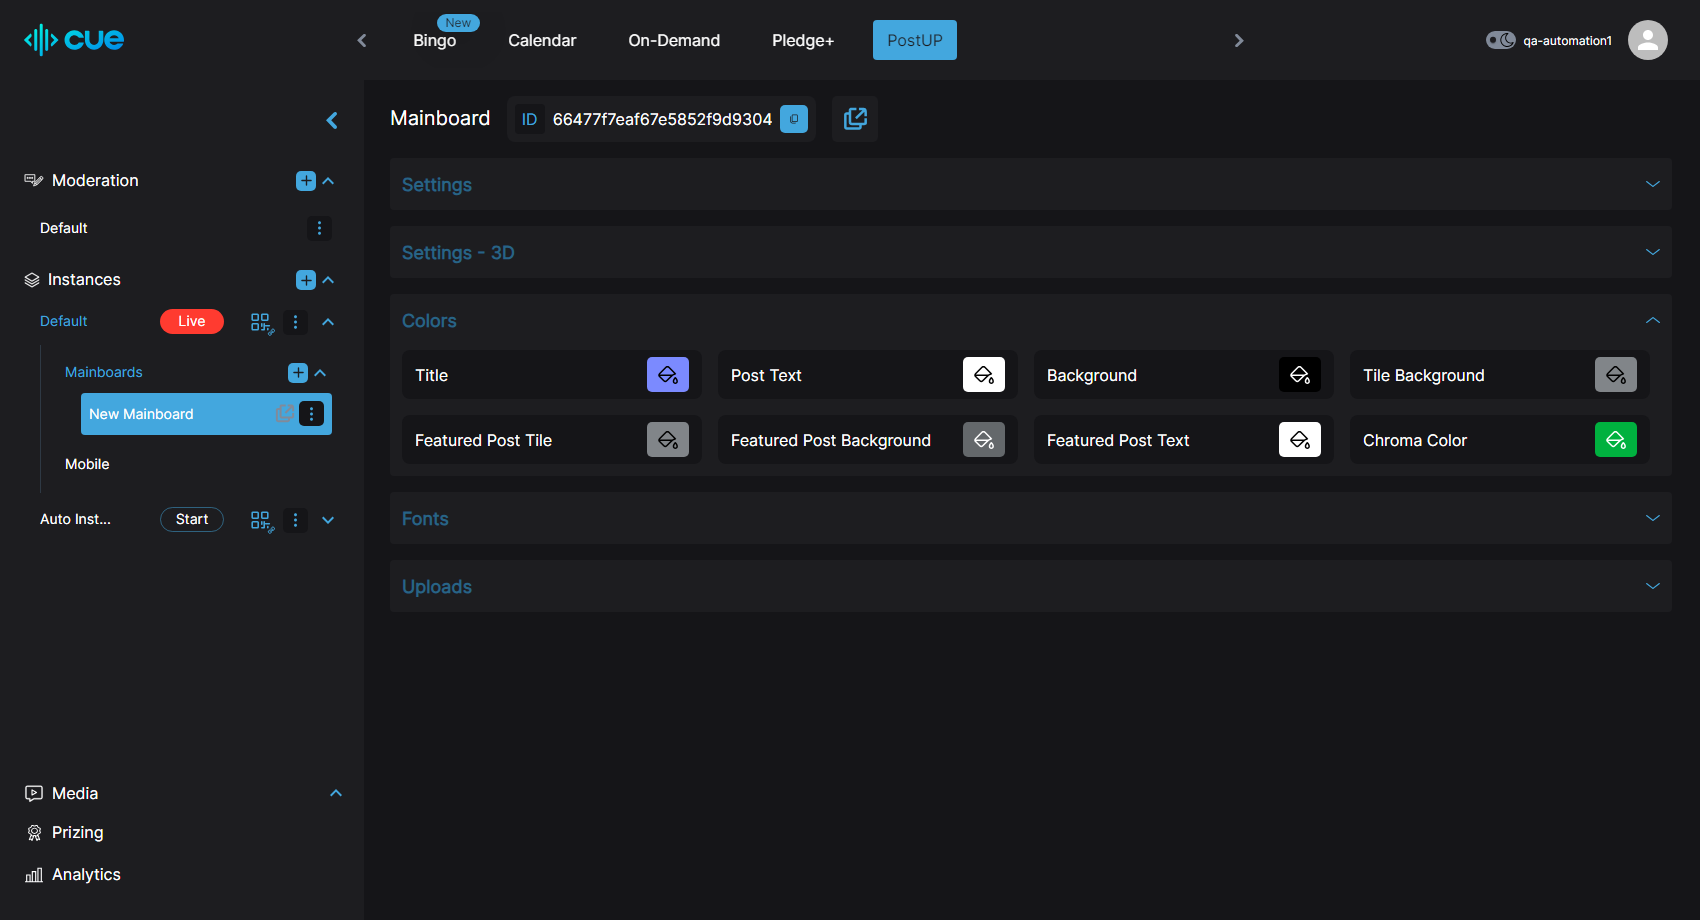 cue
New
Bingo
Calendar
On-Demand
Pledge+
PostUP
qa-automation1
Moderation
Default
Instances
Default
Live
Mainboards
New Mainboard
Mobile
Auto Inst...
Start
Media
Prizing
Analytics
Mainboard
ID 66477f7eaf67e5852f9d9304
Settings
Settings - 3D
Colors
Title
Post Text
Background
Tile Background
Featured Post Tile
Featured Post Background
Featured Post Text
Chroma Color
Fonts
Uploads